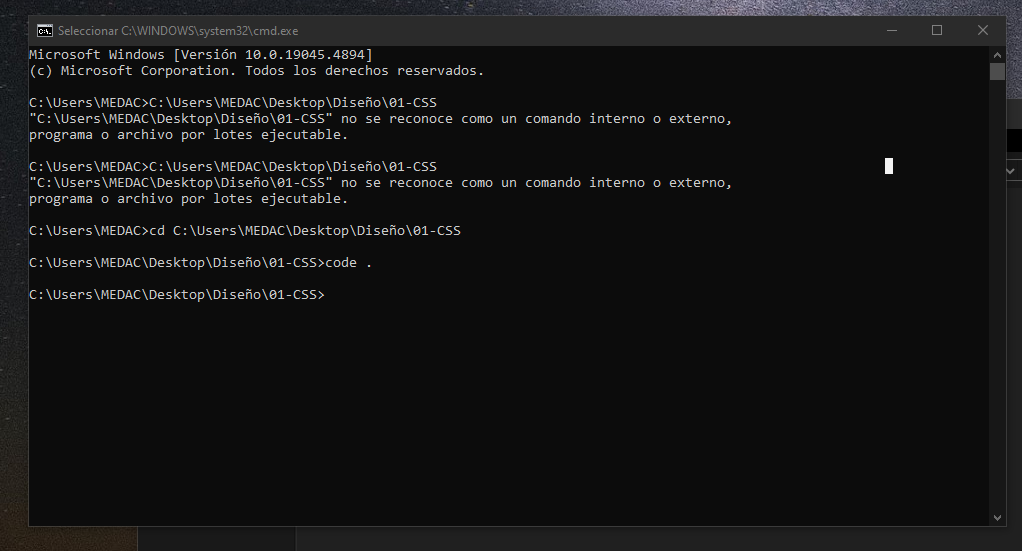 Seleccionar C:\WINDOWS\system32\cmd.exe
Microsoft Windows [Versión 10.0.19045.4894]
(c) Microsoft Corporation. Todos los derechos reservados.
C:\Users\MEDAC>C:\Users\MEDAC\Desktop\Diseño\01-CSS
"C:\Users\MEDAC\Desktop\Diseño\01-CSS" no se reconoce como un comando interno o externo,
programa o archivo por lotes ejecutable.
C:\Users\MEDAC>C:\Users\MEDAC\Desktop\Diseño\01-CSS
"C:\Users\MEDAC\Desktop\Diseño\01-CSS" no se reconoce como un comando interno o externo,
programa o archivo por lotes ejecutable.
C:\Users\MEDAC>cd C:\Users\MEDAC\Desktop\Diseño\01-CSS
C:\Users\MEDAC\Desktop\Diseño\01-CSS>code .
C:\Users\MEDAC\Desktop\Diseño\01-CSS>